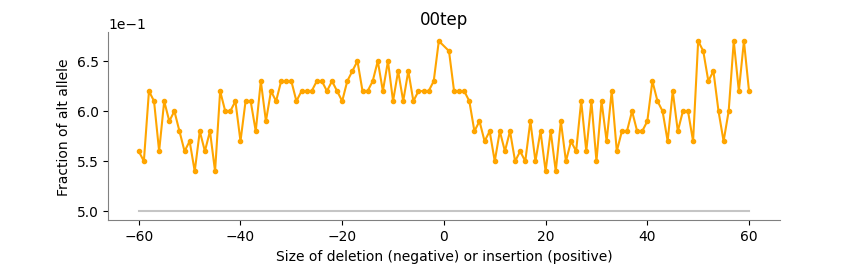 00tep
1e−1
Fraction of alt allele
6.5
6.0
5.5
5.0
−60 −40 −20 0 20 40 60
Size of deletion (negative) or insertion (positive)